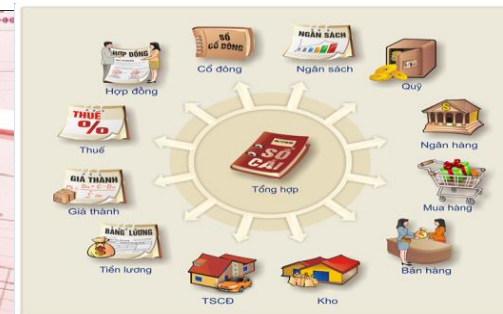 HỢP ĐỒNG
Hợp đồng
SỔ
CỔ ĐÔNG
Cổ đông
NGÂN SÁCH
Ngân sách
Quỹ
THUẾ
%
Thuế
Ngân hàng
SỔ
CÁI
Tổng hợp
GIÁ THÀNH
Giá thành
Mua hàng
BẢNG LƯƠNG
Tiền lương
Bán hàng
TSCĐ
Kho